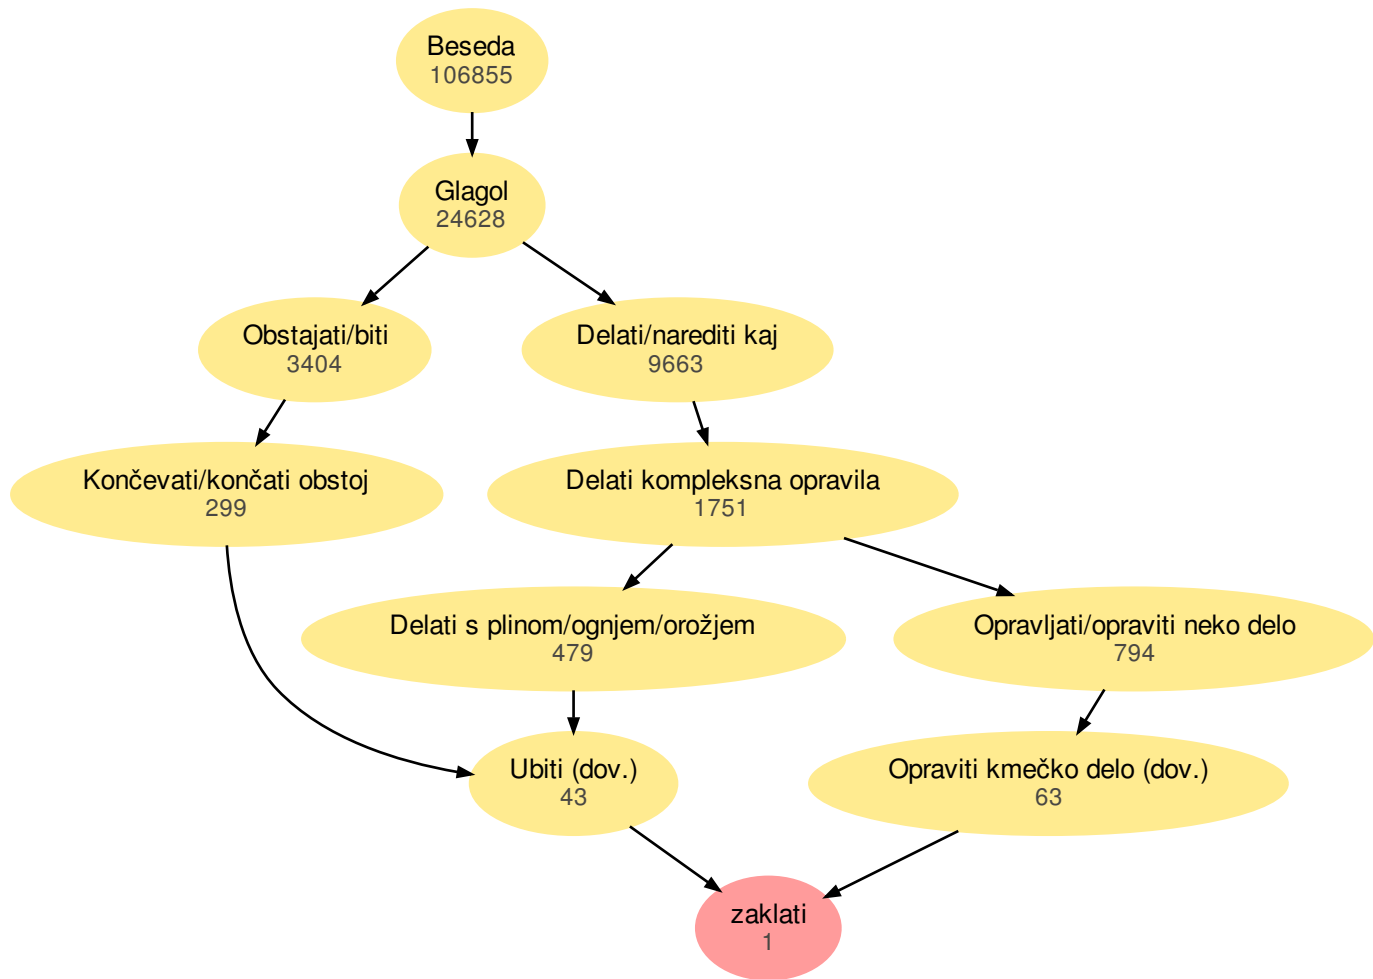 Beseda
106855
Glagol
24628
Obstajati/biti
3404
Delati/narediti kaj
9663
Končevati/končati obstoj
299
Delati kompleksna opravila
1751
Delati s plinom/ognjem/orožjem
479
Opravljati/opraviti neko delo
794
Ubiti (dov.)
43
Opraviti kmečko delo (dov.)
63
zaklati
1